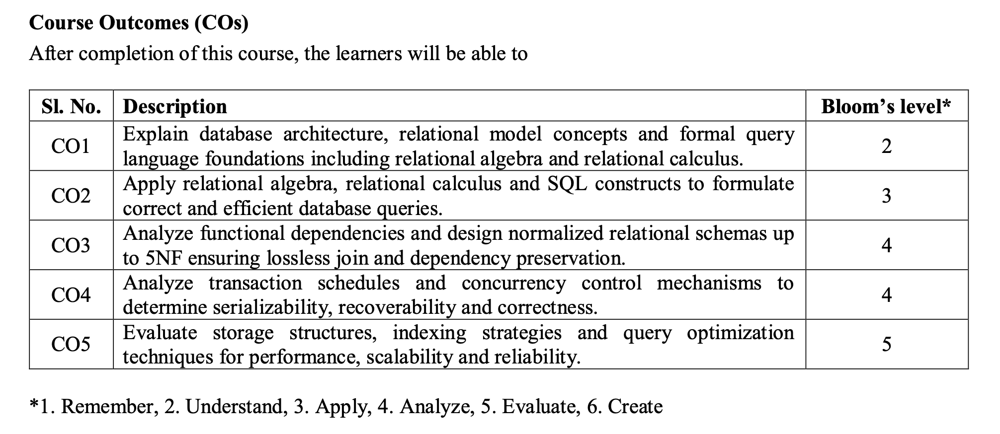 Course Outcomes (COs)
After completion of this course, the learners will be able to
Sl. No. Description Bloom's level*
CO1 Explain database architecture, relational model concepts and formal query 2
language foundations including relational algebra and relational calculus.
CO2 Apply relational algebra, relational calculus and SQL constructs to formulate 3
correct and efficient database queries.
CO3 Analyze functional dependencies and design normalized relational schemas up 4
to 5NF ensuring lossless join and dependency preservation.
CO4 Analyze transaction schedules and concurrency control mechanisms to 4
determine serializability, recoverability and correctness.
CO5 Evaluate storage structures, indexing strategies and query optimization 5
techniques for performance, scalability and reliability.
*1. Remember, 2. Understand, 3. Apply, 4. Analyze, 5. Evaluate, 6. Create